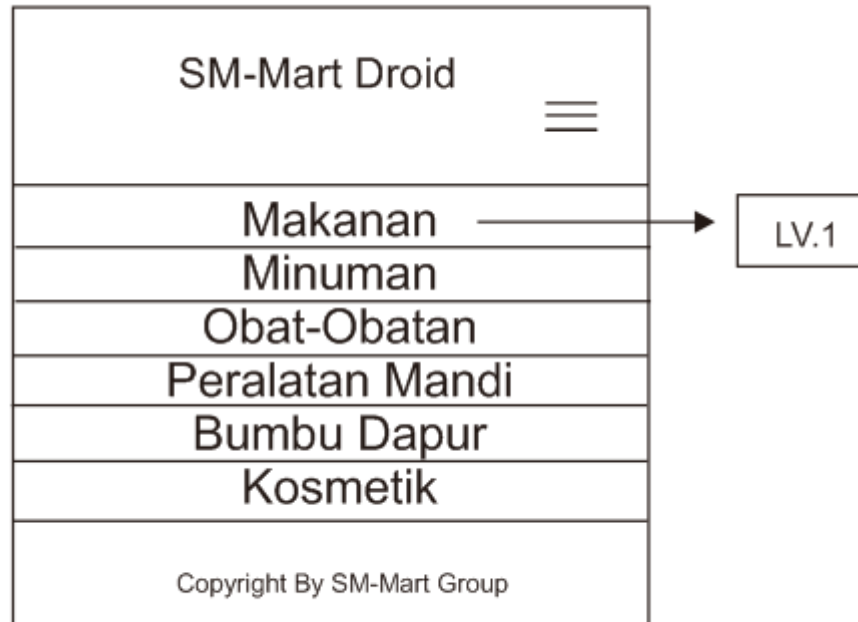 SM-Mart Droid
Makanan
LV.1
Minuman
Obat-Obatan
Peralatan Mandi
Bumbu Dapur
Kosmetik
Copyright By SM-Mart Group